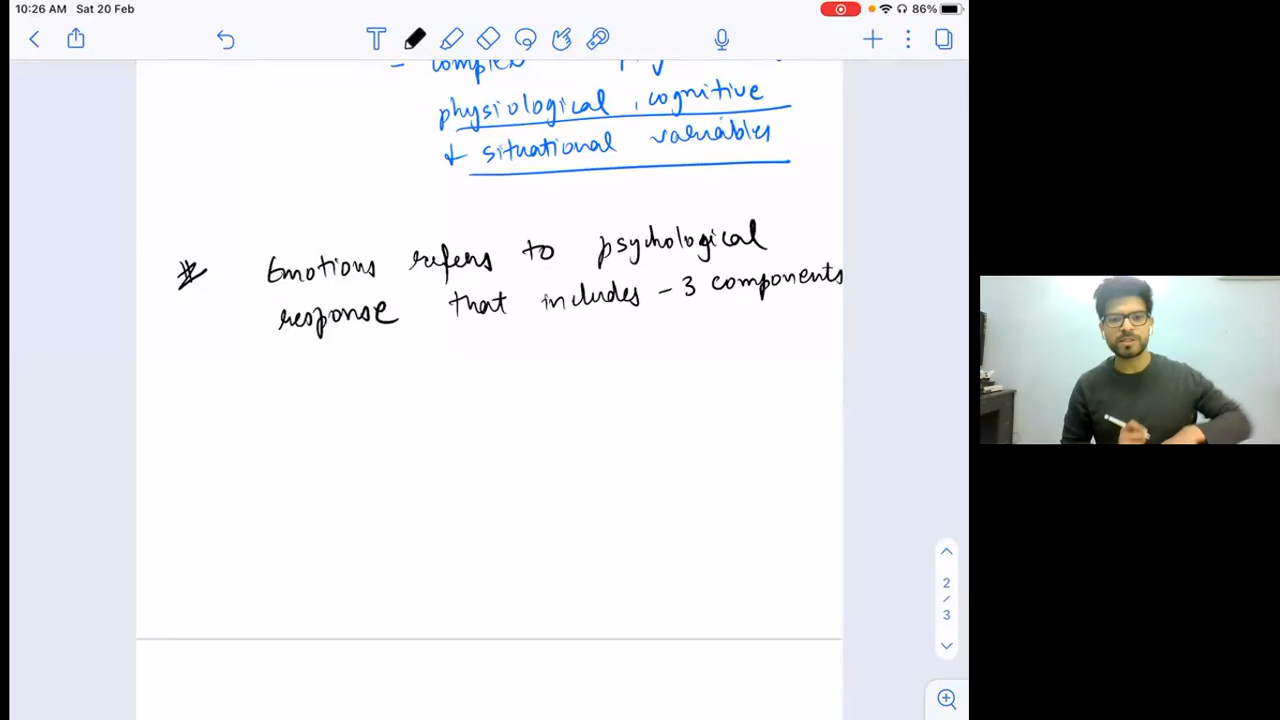 10:26 AM Sat 20 Feb
86%
- complex
physiological, cognitive
+ situational variables
* Emotions refers to psychological
response that includes - 3 components
2
/
3